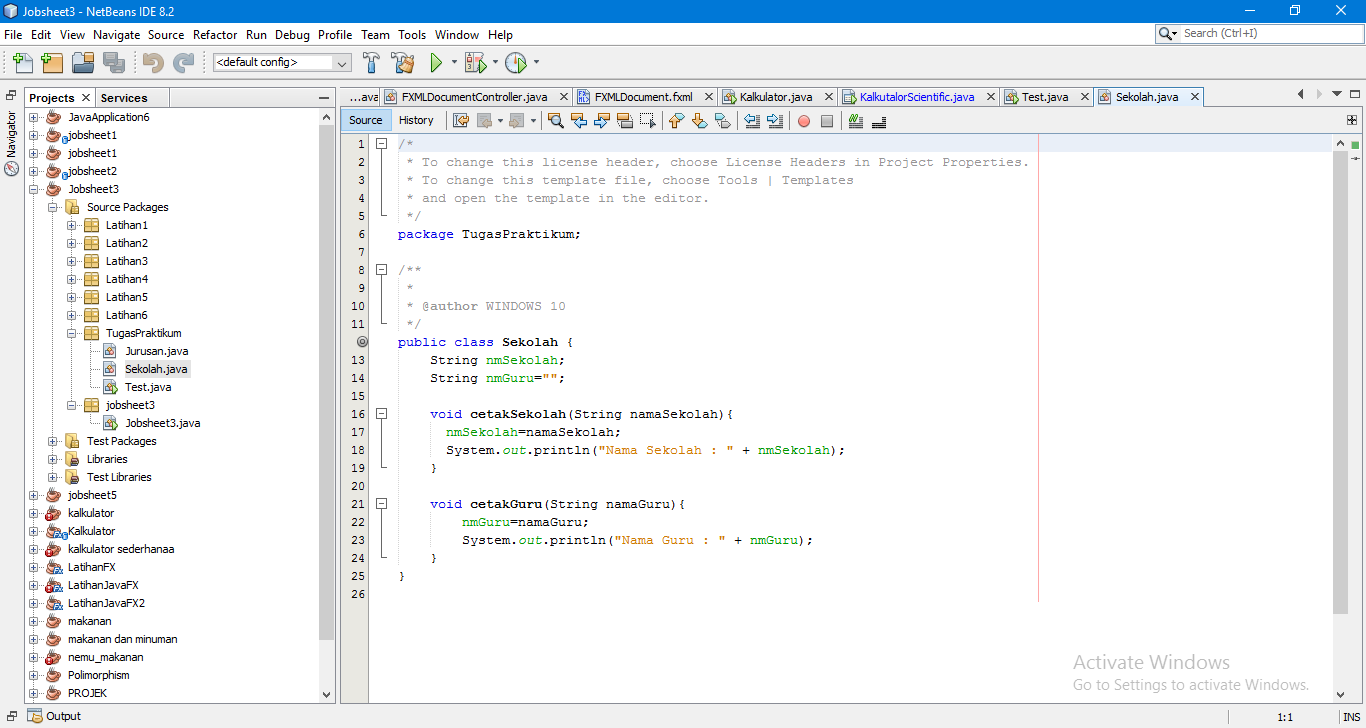 Jobsheet3 - NetBeans IDE 8.2
File Edit View Navigate Source Refactor Run Debug Profile Team Tools Window Help
Search (Ctrl+I)
<default config>
Projects Services
Navigator
JavaApplication6
jobsheet1
jobsheet1
jobsheet2
Jobsheet3
Source Packages
Latihan1
Latihan2
Latihan3
Latihan4
Latihan5
Latihan6
TugasPraktikum
Jurusan.java
Sekolah.java
Test.java
jobsheet3
Jobsheet3.java
Test Packages
Libraries
Test Libraries
jobsheet5
kalkulator
Kalkulator
kalkulator sederhanaa
LatihanFX
LatihanJavaFX
LatihanJavaFX2
makanan
makanan dan minuman
nemu_makanan
Polimorphism
PROJEK
...ava FXMLDocumentController.java FXMLDocument.fxml Kalkulator.java KalkutalorScientific.java Test.java Sekolah.java
Source History
1 /*
2 * To change this license header, choose License Headers in Project Properties.
3 * To change this template file, choose Tools | Templates
4 * and open the template in the editor.
5 */
6 package TugasPraktikum;
7
8 /**
9 *
10 * @author WINDOWS 10
11 */
public class Sekolah {
13 String nmSekolah;
14 String nmGuru="";
15
16 void cetakSekolah(String namaSekolah){
17 nmSekolah=namaSekolah;
18 System.out.println("Nama Sekolah : " + nmSekolah);
19 }
20
21 void cetakGuru(String namaGuru){
22 nmGuru=namaGuru;
23 System.out.println("Nama Guru : " + nmGuru);
24 }
25 }
26
Activate Windows
Go to Settings to activate Windows.
Output
1:1 INS